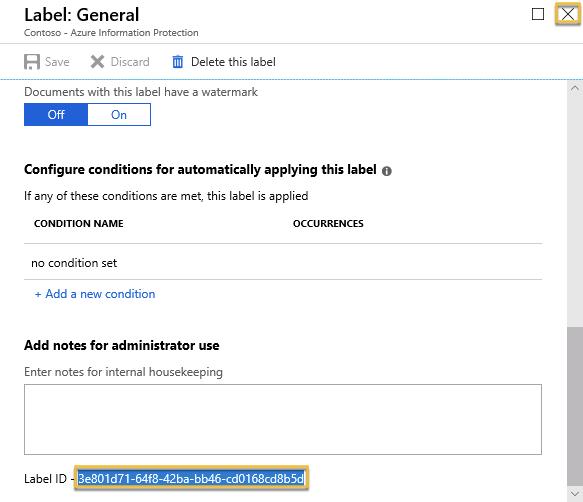 Label: General
Contoso - Azure Information Protection
Save Discard Delete this label
Documents with this label have a watermark
Off On
Configure conditions for automatically applying this label
If any of these conditions are met, this label is applied
CONDITION NAME OCCURRENCES
no condition set
+ Add a new condition
Add notes for administrator use
Enter notes for internal housekeeping
Label ID - 3e801d71-64f8-42ba-bb46-cd0168cd8b5d